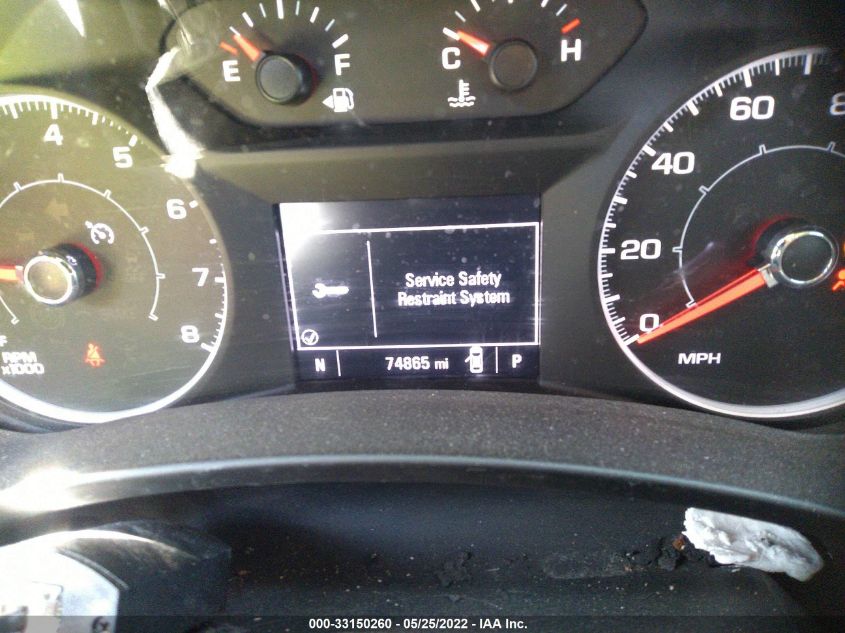 E F
C H
4
5
6
7
8
RPM
x1000
20
40
60
8
0
MPH
Service Safety
Restraint System
N 74865 mi P
000-33150260 - 05/25/2022 - IAA Inc.